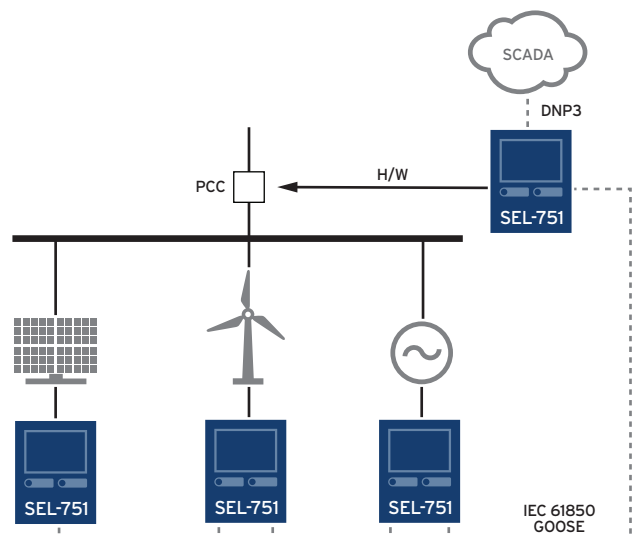 SCADA
DNP3
PCC
H/W
SEL-751
SEL-751
SEL-751
SEL-751
IEC 61850
GOOSE